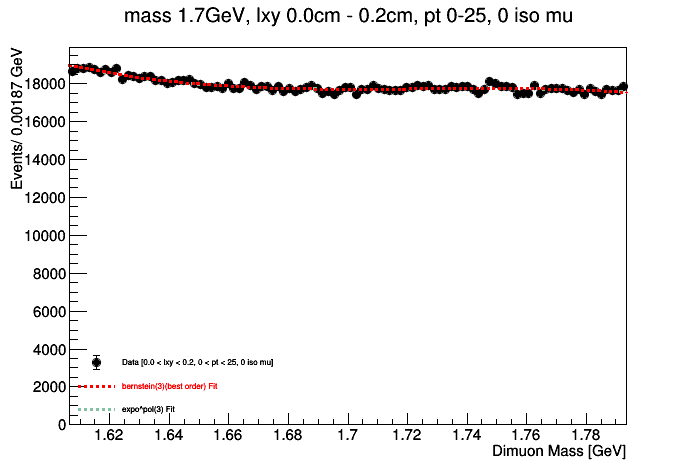 mass 1.7GeV, lxy 0.0cm - 0.2cm, pt 0-25, 0 iso mu
Events/ 0.00187 GeV
18000
16000
14000
12000
10000
8000
6000
4000
2000
0
Data [0.0 < lxy < 0.2, 0 < pt < 25, 0 iso mu]
bernstein(3)(best order) Fit
expo^pol(3) Fit
1.62 1.64 1.66 1.68 1.7 1.72 1.74 1.76 1.78
Dimuon Mass [GeV]